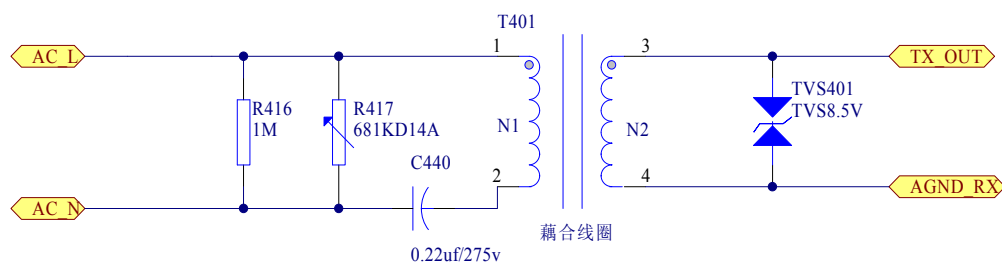 T401
AC_L
1
3
TX_OUT
R416
1M
R417
681KD14A
N1
N2
TVS401
TVS8.5V
C440
2
4
AC_N
AGND_RX
藕合线圈
0.22uf/275v